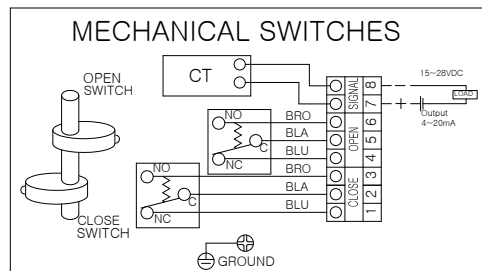 MECHANICAL SWITCHES
OPEN
SWITCH
CLOSE
SWITCH
CT
NO
C
NC
NO
C
NC
BRO
BLA
BLU
BRO
BLA
BLU
SIGNAL
OPEN
CLOSE
8
7
6
5
4
3
2
1
15~28VDC
LOAD
Output
4~20mA
GROUND